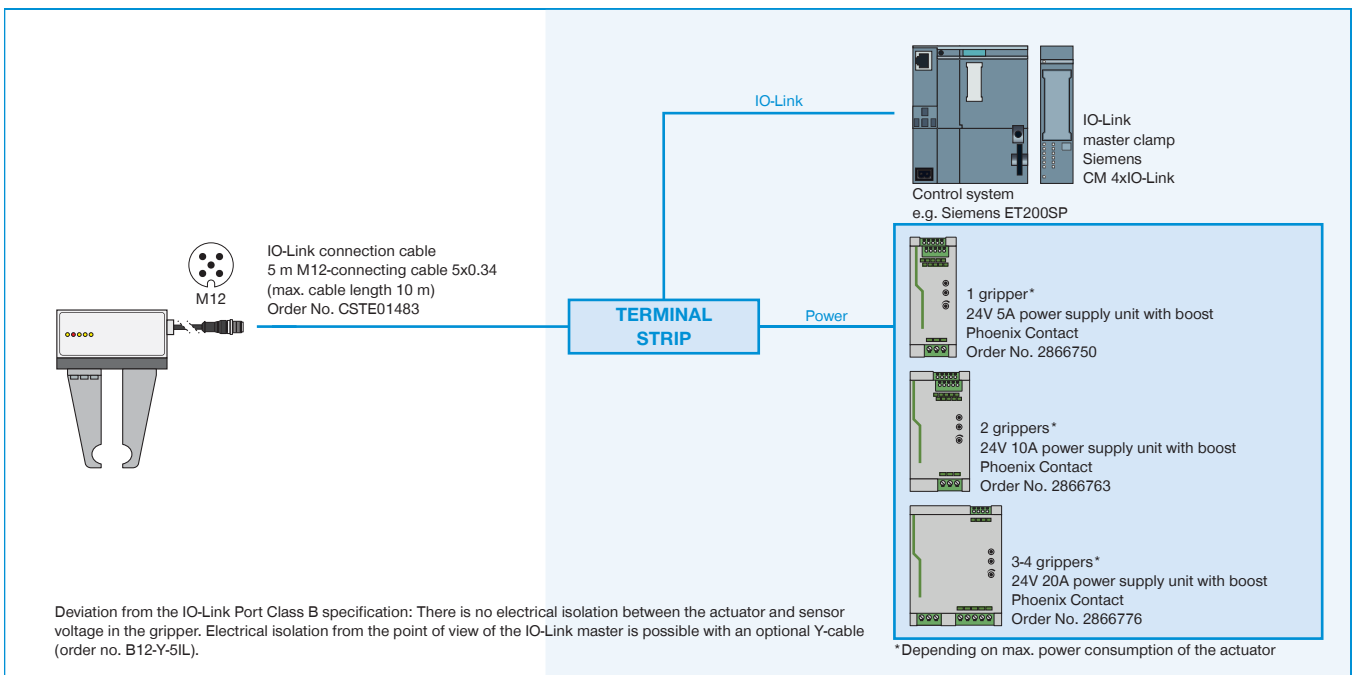 IO-Link
IO-Link
master clamp
Siemens
CM 4xIO-Link
Control system
e.g. Siemens ET200SP
M12
IO-Link connection cable
5 m M12-connecting cable 5x0.34
(max. cable length 10 m)
Order No. CSTE01483
TERMINAL
STRIP
Power
1 gripper*
24V 5A power supply unit with boost
Phoenix Contact
Order No. 2866750
2 grippers*
24V 10A power supply unit with boost
Phoenix Contact
Order No. 2866763
3-4 grippers*
24V 20A power supply unit with boost
Phoenix Contact
Order No. 2866776
*Depending on max. power consumption of the actuator
Deviation from the IO-Link Port Class B specification: There is no electrical isolation between the actuator and sensor
voltage in the gripper. Electrical isolation from the point of view of the IO-Link master is possible with an optional Y-cable
(order no. B12-Y-5IL).